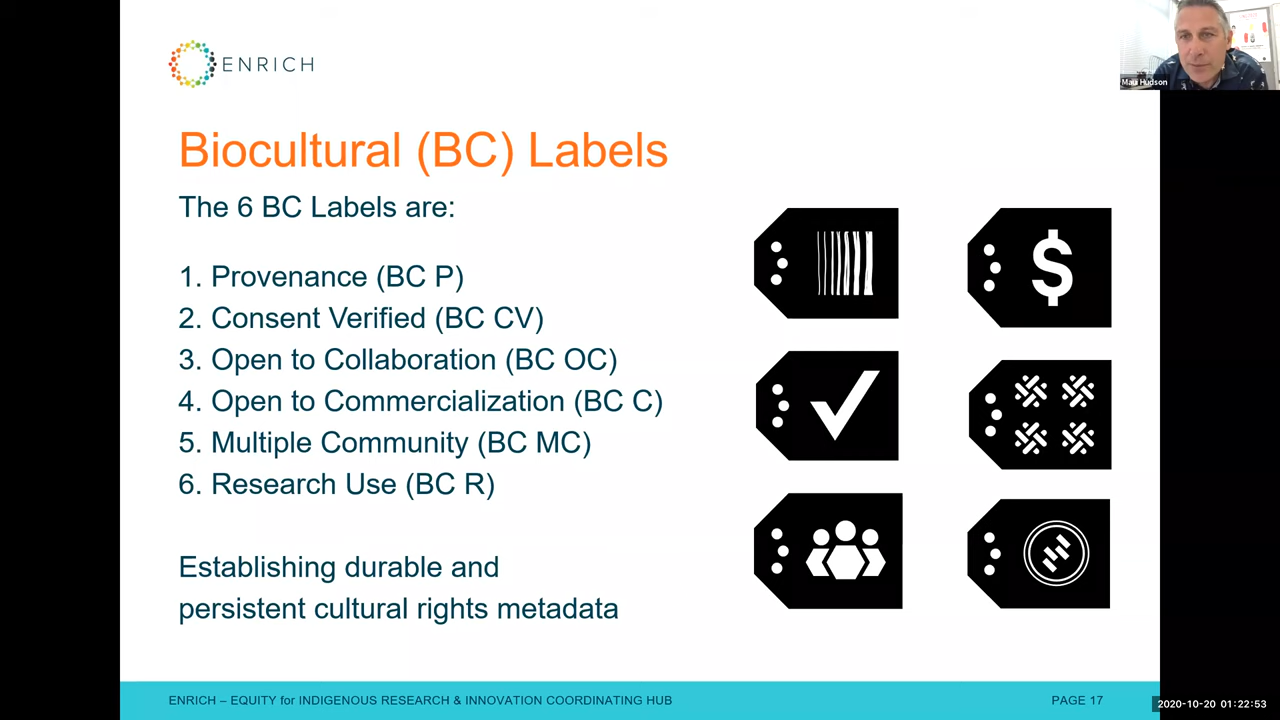 ENRICH
Maui Hudson
Biocultural (BC) Labels
The 6 BC Labels are:
1. Provenance (BC P)
2. Consent Verified (BC CV)
3. Open to Collaboration (BC OC)
4. Open to Commercialization (BC C)
5. Multiple Community (BC MC)
6. Research Use (BC R)
Establishing durable and
persistent cultural rights metadata
$
ENRICH – EQUITY for INDIGENOUS RESEARCH & INNOVATION COORDINATING HUB
PAGE 17
2020-10-20 01:22:53